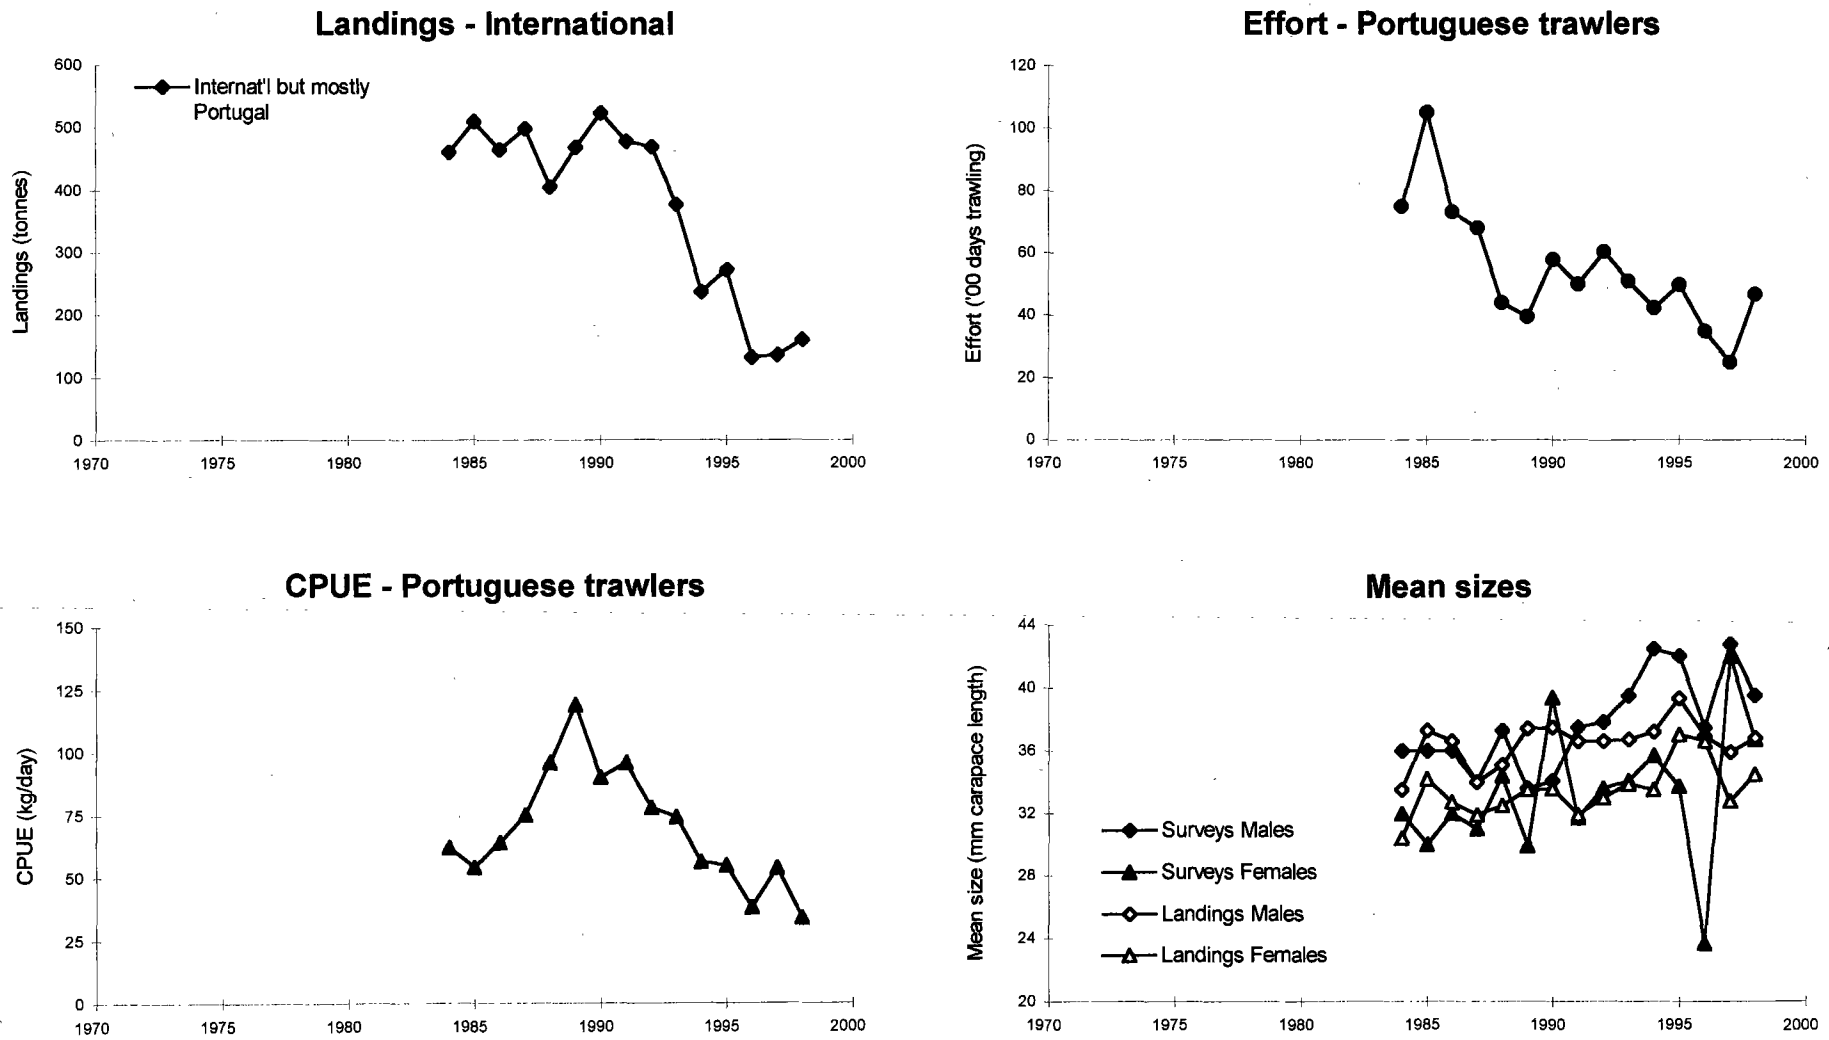 Landings - International
600
500
400
300
200
100
0
Landings (tonnes)
Internat'l but mostly
Portugal
1970 1975 1980 1985 1990 1995 2000
Effort - Portuguese trawlers
120
100
80
60
40
20
0
Effort ('00 days trawling)
1970 1975 1980 1985 1990 1995 2000
CPUE - Portuguese trawlers
150
125
100
75
50
25
0
CPUE (kg/day)
1970 1975 1980 1985 1990 1995 2000
Mean sizes
44
40
36
32
28
24
20
Mean size (mm carapace length)
Surveys Males
Surveys Females
Landings Males
Landings Females
1970 1975 1980 1985 1990 1995 2000